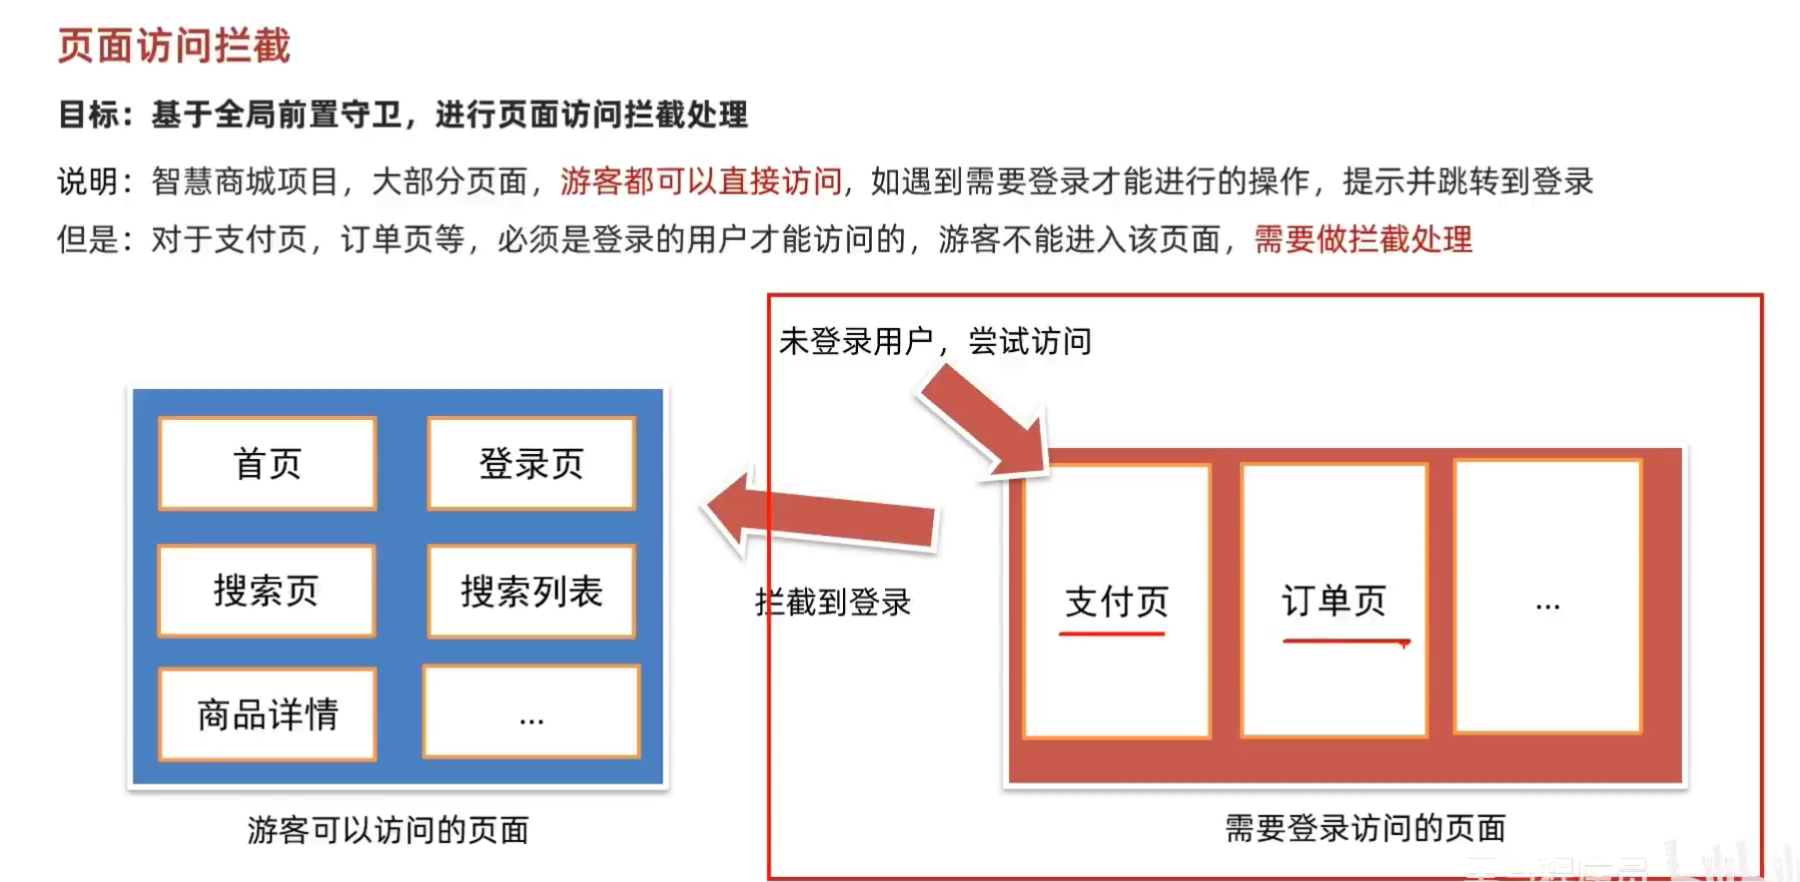 页面访问拦截
目标：基于全局前置守卫，进行页面访问拦截处理
说明：智慧商城项目，大部分页面，游客都可以直接访问，如遇到需要登录才能进行的操作，提示并跳转到登录
但是：对于支付页，订单页等，必须是登录的用户才能访问的，游客不能进入该页面，需要做拦截处理
未登录用户，尝试访问
首页
登录页
搜索页
搜索列表
商品详情
...
拦截到登录
支付页
订单页
...
游客可以访问的页面
需要登录访问的页面